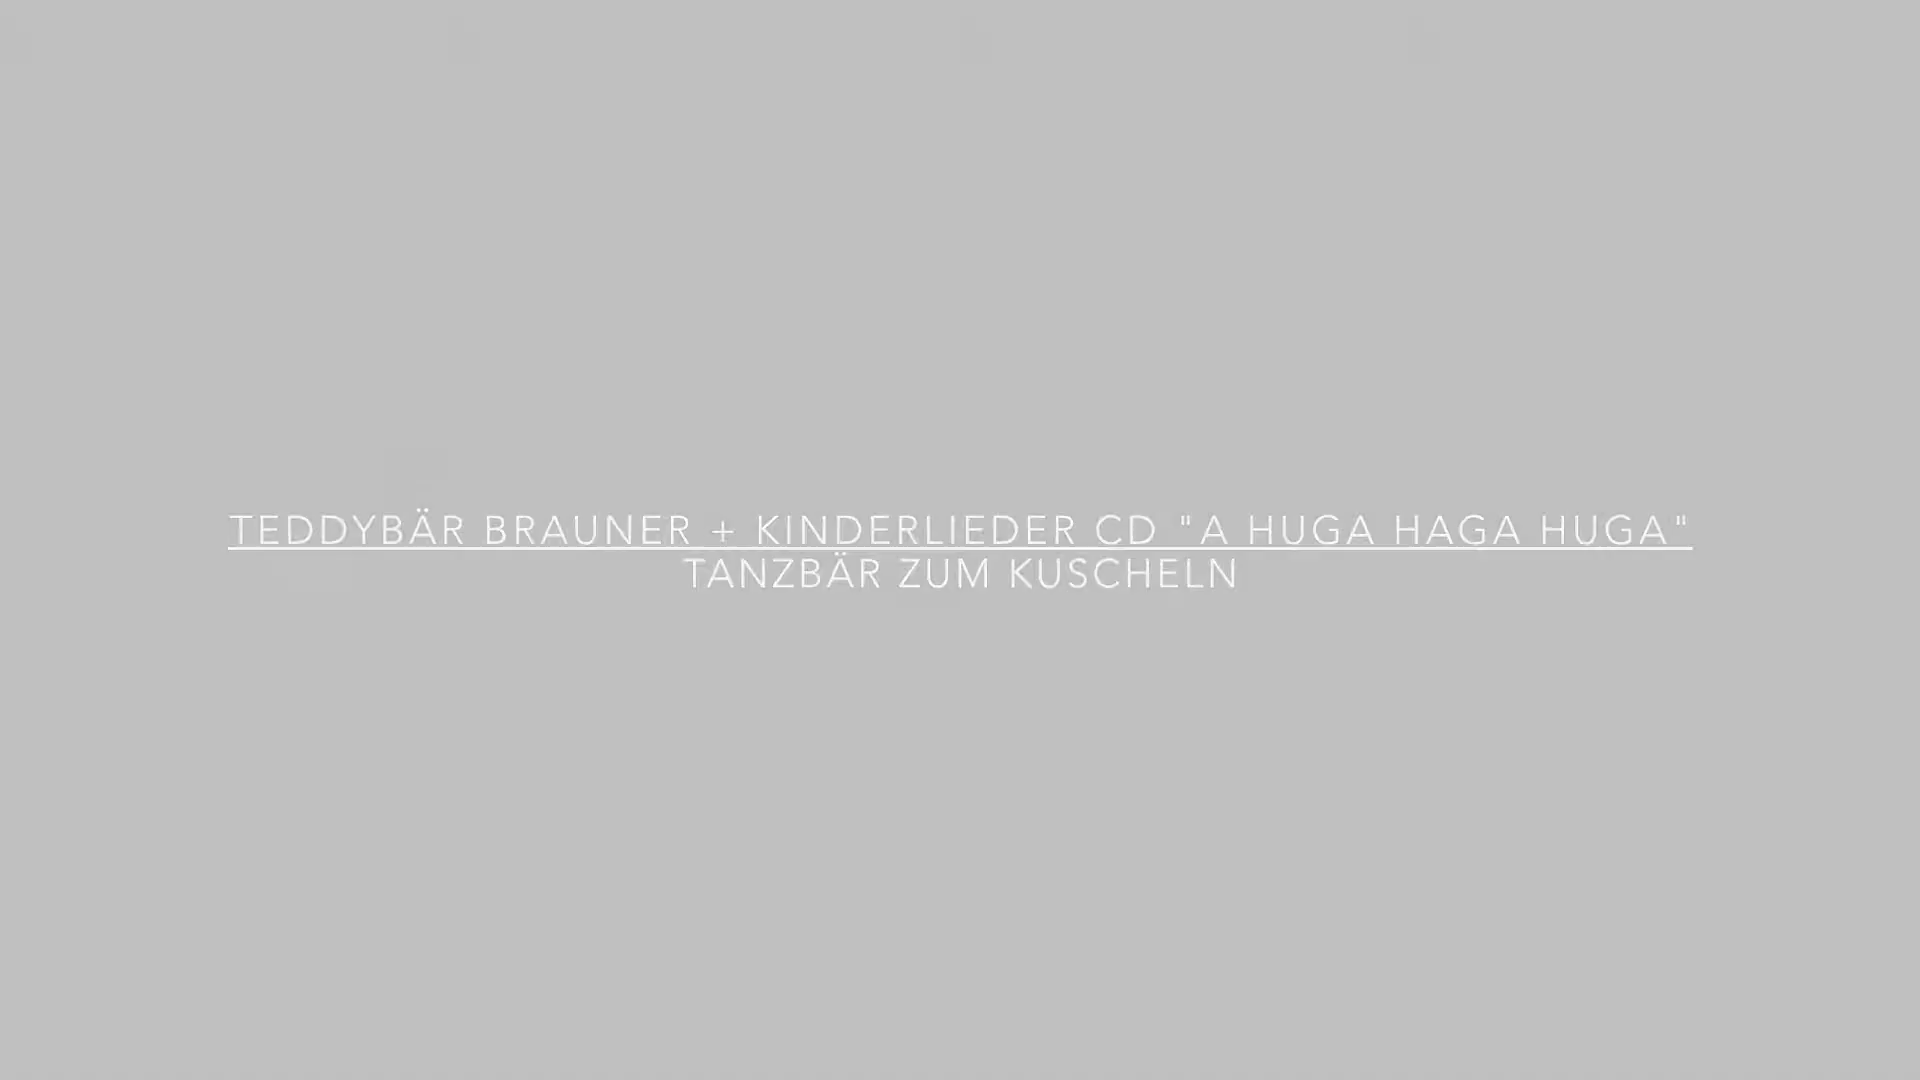 TEDDYBÄR BRAUNER + KINDERLIEDER CD "A HUGA HAGA HUGA"
TANZBÄR ZUM KUSCHELN